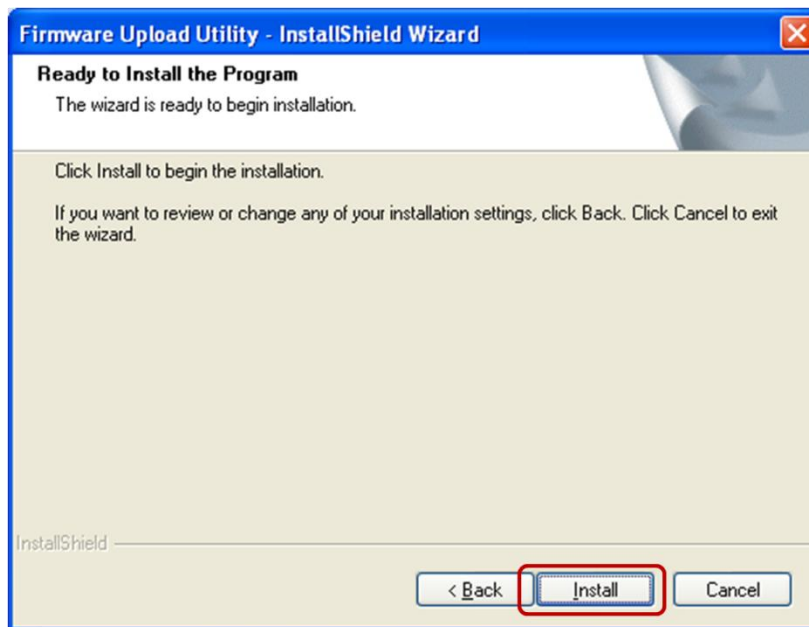 Firmware Upload Utility - InstallShield Wizard
Ready to Install the Program
The wizard is ready to begin installation.
Click Install to begin the installation.
If you want to review or change any of your installation settings, click Back. Click Cancel to exit
the wizard.
InstallShield
< Back Install Cancel